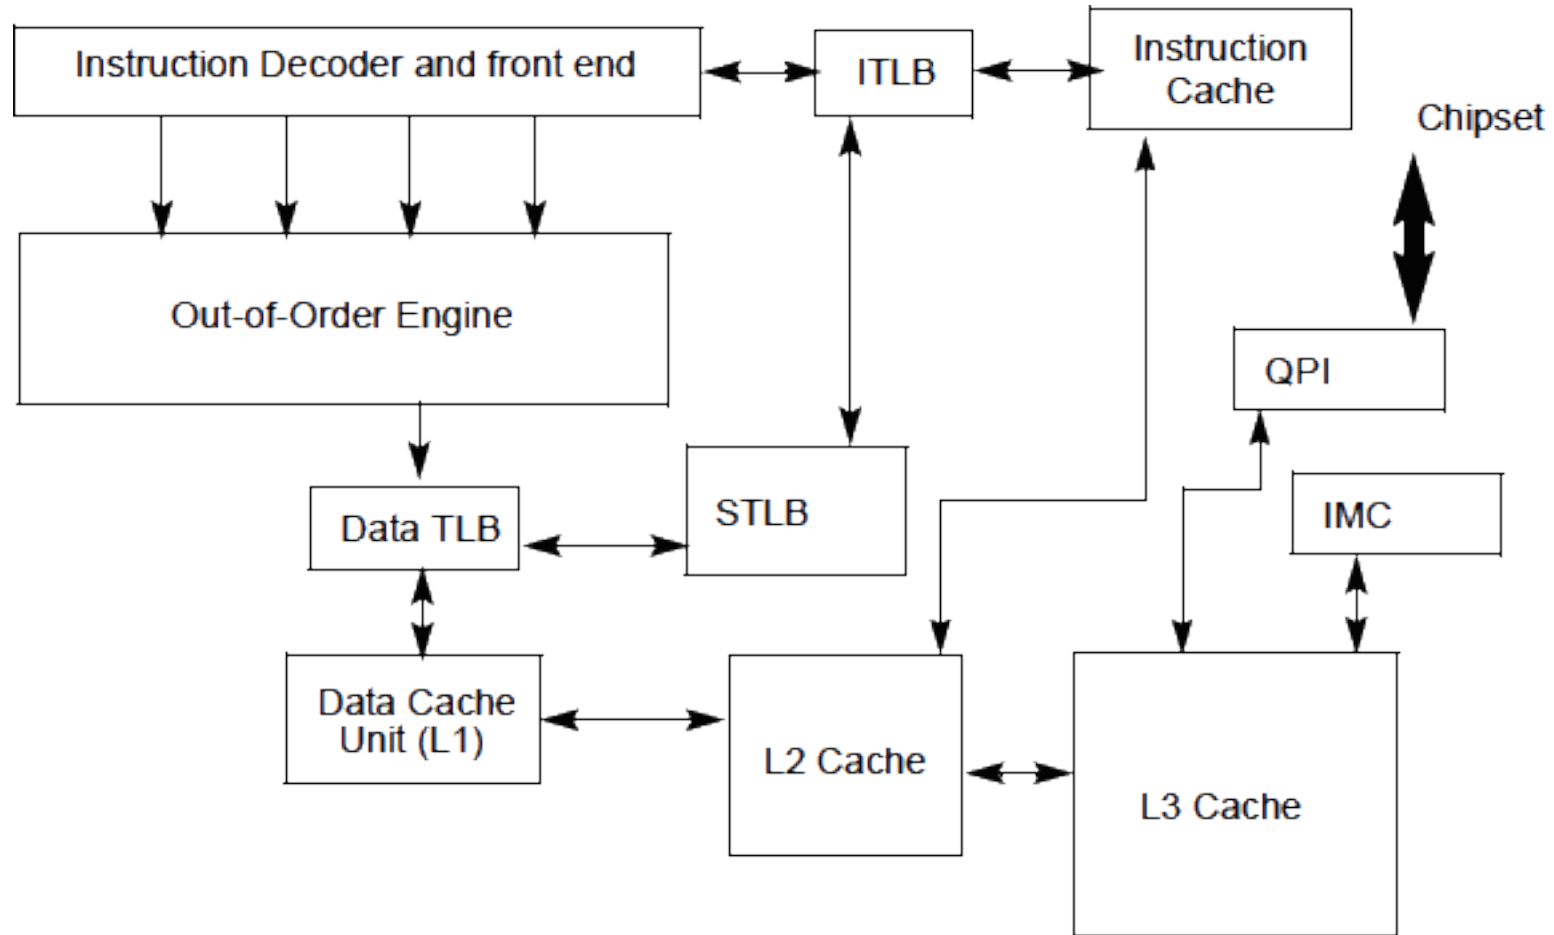 Instruction Decoder and front end
ITLB
Instruction
Cache
Chipset
Out-of-Order Engine
QPI
STLB
IMC
Data TLB
Data Cache
Unit (L1)
L2 Cache
L3 Cache